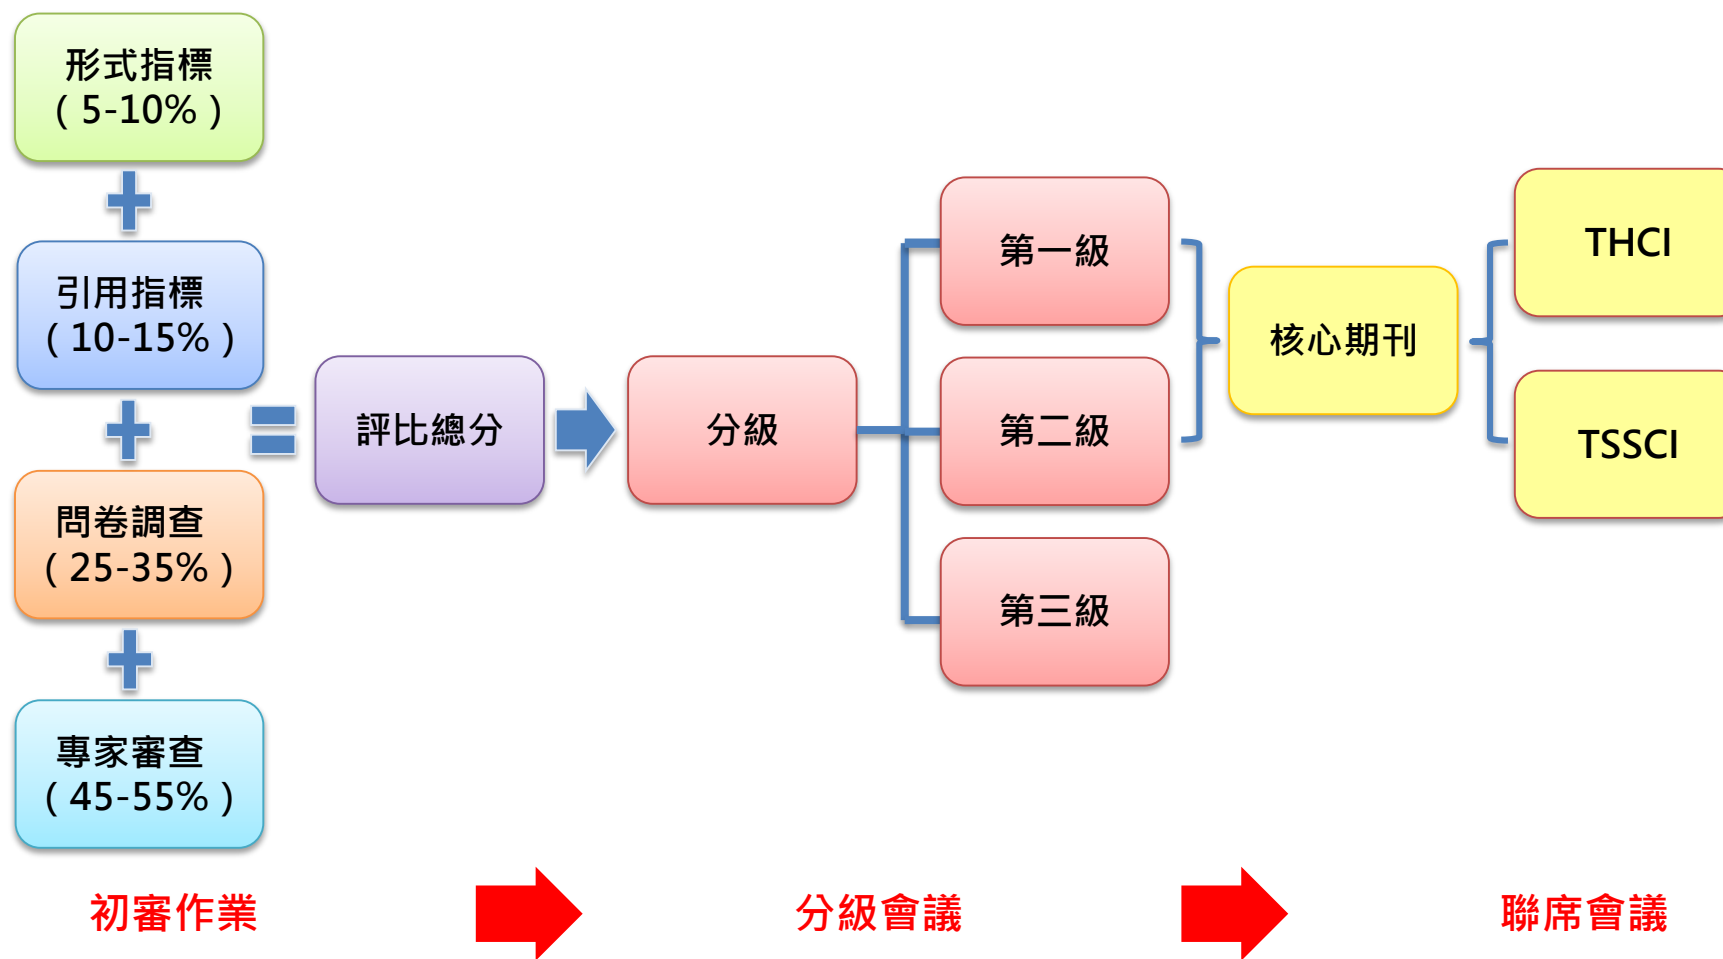 形式指標
( 5-10% )
引用指標
( 10-15% )
問卷調查
( 25-35% )
專家審查
( 45-55% )
評比總分
分級
第一級
第二級
第三級
核心期刊
THCI
TSSCI
初審作業
分級會議
聯席會議